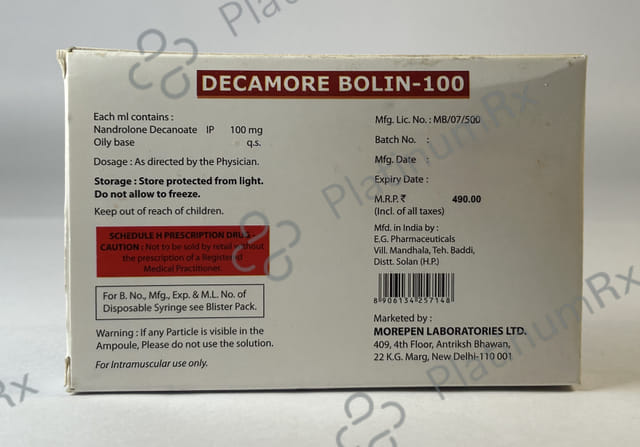 DECAMORE BOLIN-100
Each ml contains :
Nandrolone Decanoate IP 100 mg
Oily base q.s.
Dosage : As directed by the Physician.
Storage : Store protected from light.
Do not allow to freeze.
Keep out of reach of children.
SCHEDULE H PRESCRIPTION DRUG -
CAUTION : Not to be sold by retail without
the prescription of a Registered
Medical Practitioner.
For B. No., Mfg., Exp. & M.L. No. of
Disposable Syringe see Blister Pack.
Warning : If any Particle is visible in the
Ampoule, Please do not use the solution.
For Intramuscular use only.
Mfg. Lic. No. : MB/07/500
Batch No. :
Mfg. Date :
Expiry Date :
M.R.P. ₹ 490.00
(Incl. of all taxes)
Mfd. in India by :
E.G. Pharmaceuticals
Vill. Mandhala, Teh. Baddi,
Distt. Solan (H.P.)
8 906134 257148
Marketed by :
MOREPEN LABORATORIES LTD.
409, 4th Floor, Antriksh Bhawan,
22 K.G. Marg, New Delhi-110 001
PlatinumRx
PlatinumRx
PlatinumRx
PlatinumRx
Rx